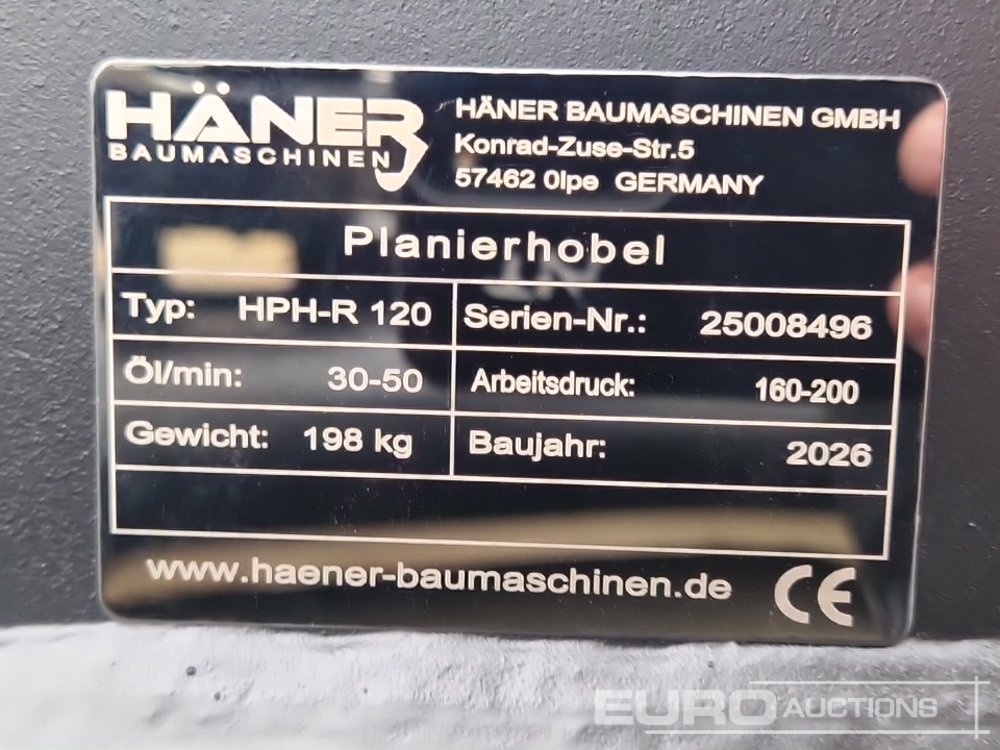 HÄNER
BAUMASCHINEN
HÄNER BAUMASCHINEN GMBH
Konrad-Zuse-Str.5
57462 Olpe GERMANY
Planierhobel
Typ: HPH-R 120 Serien-Nr.: 25008496
Öl/min: 30-50 Arbeitsdruck: 160-200
Gewicht: 198 kg Baujahr: 2026
www.haener-baumaschinen.de CE
EURO AUCTIONS